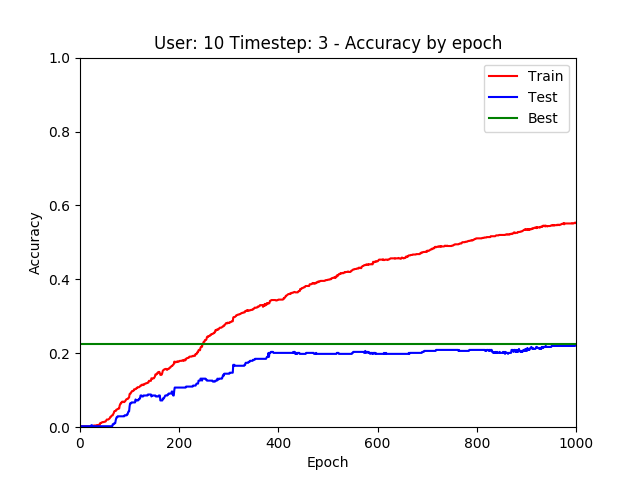 User: 10 Timestep: 3 - Accuracy by epoch
1.0
0.8
0.6
0.4
0.2
0.0
Accuracy
Train
Test
Best
0 200 400 600 800 1000
Epoch